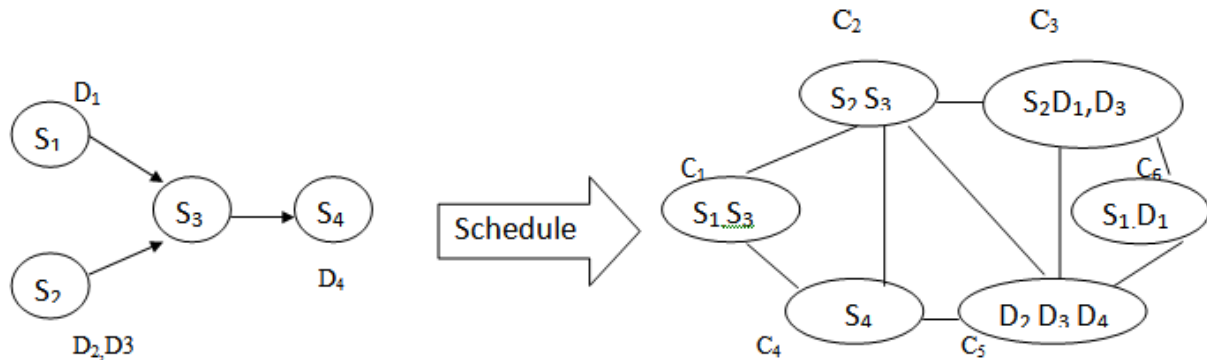 D₁
S₁
S₃
S₄
S₂
D₄
D₂,D3
Schedule
C₂
C₃
S₂ S₃
S₂D₁,D₃
C₁
C₆
S₁.S₃
S₁.D₁
S₄
D₂ D₃ D₄
C₄
C₅